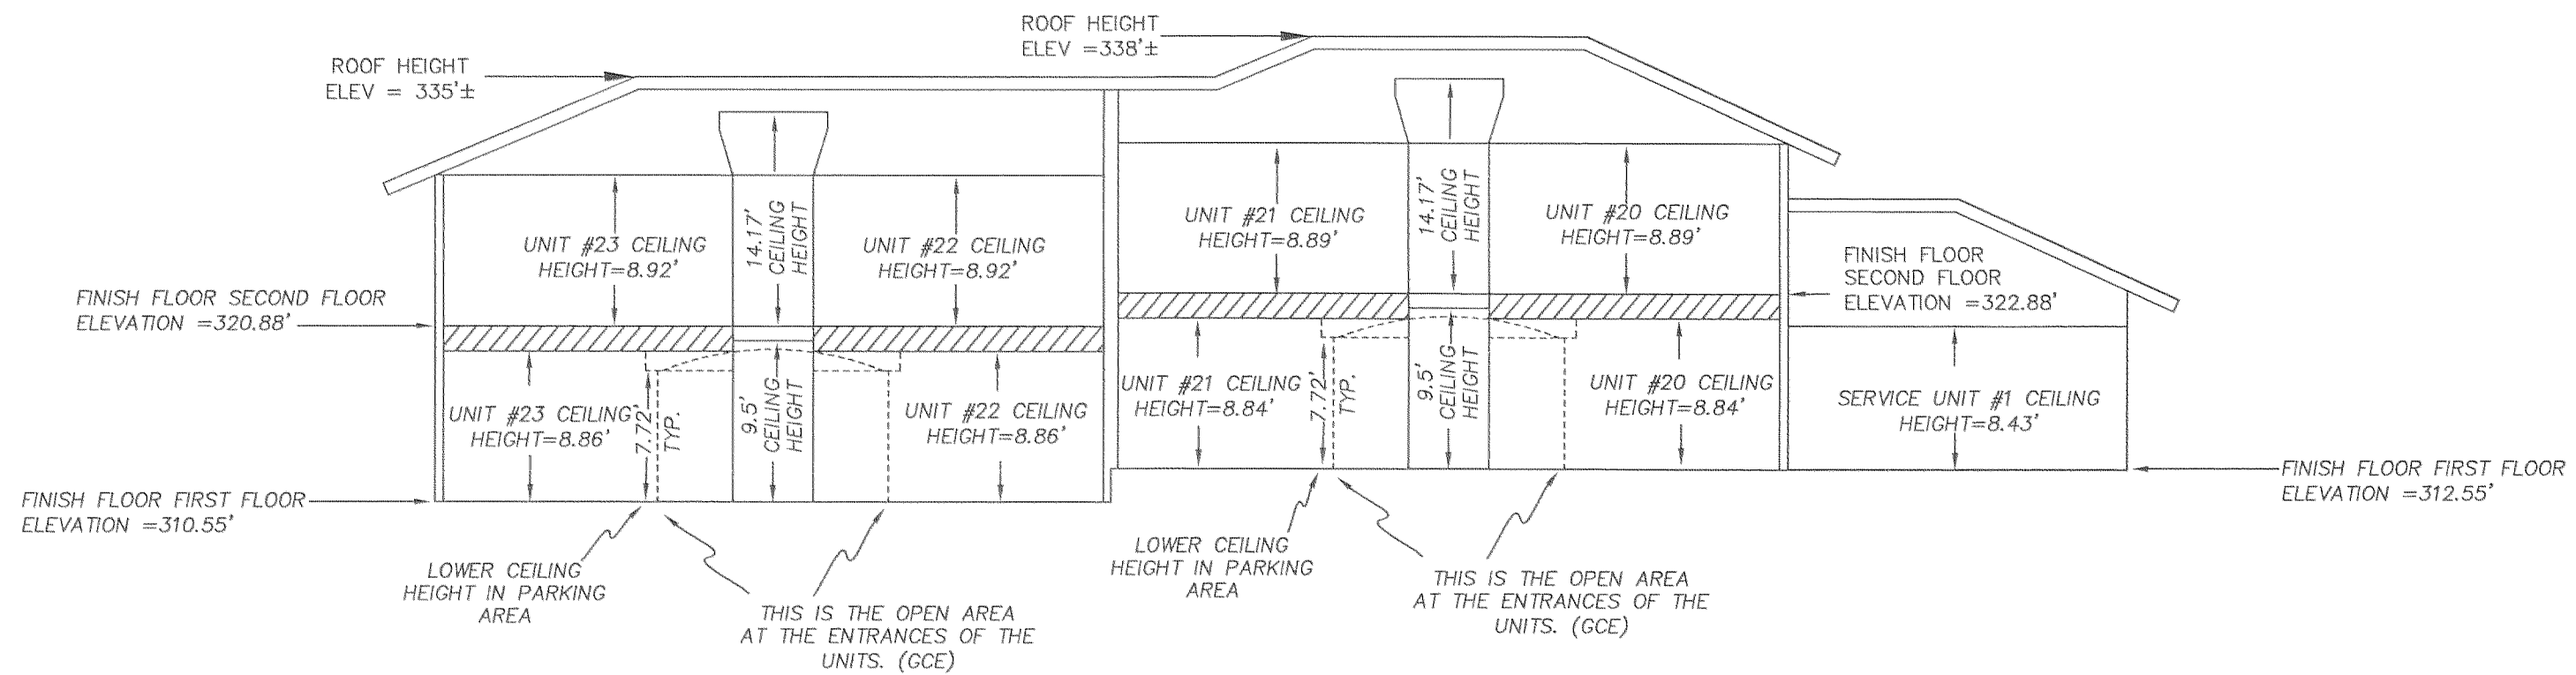 ROOF HEIGHT
ELEV =338'±
ROOF HEIGHT
ELEV = 335'±
UNIT #23 CEILING
HEIGHT=8.92'
14.17'
CEILING
HEIGHT
UNIT #22 CEILING
HEIGHT=8.92'
UNIT #21 CEILING
HEIGHT=8.89'
14.17'
CEILING
HEIGHT
UNIT #20 CEILING
HEIGHT=8.89'
FINISH FLOOR
SECOND FLOOR
ELEVATION =322.88'
FINISH FLOOR SECOND FLOOR
ELEVATION =320.88'
UNIT #23 CEILING
HEIGHT=8.86'
7.72'
TYP.
9.5'
CEILING
HEIGHT
UNIT #22 CEILING
HEIGHT=8.86'
UNIT #21 CEILING
HEIGHT=8.84'
7.72'
TYP.
9.5'
CEILING
HEIGHT
UNIT #20 CEILING
HEIGHT=8.84'
SERVICE UNIT #1 CEILING
HEIGHT=8.43'
FINISH FLOOR FIRST FLOOR
ELEVATION =310.55'
FINISH FLOOR FIRST FLOOR
ELEVATION =312.55'
LOWER CEILING
HEIGHT IN PARKING
AREA
THIS IS THE OPEN AREA
AT THE ENTRANCES OF THE
UNITS. (GCE)
LOWER CEILING
HEIGHT IN PARKING
AREA
THIS IS THE OPEN AREA
AT THE ENTRANCES OF THE
UNITS. (GCE)